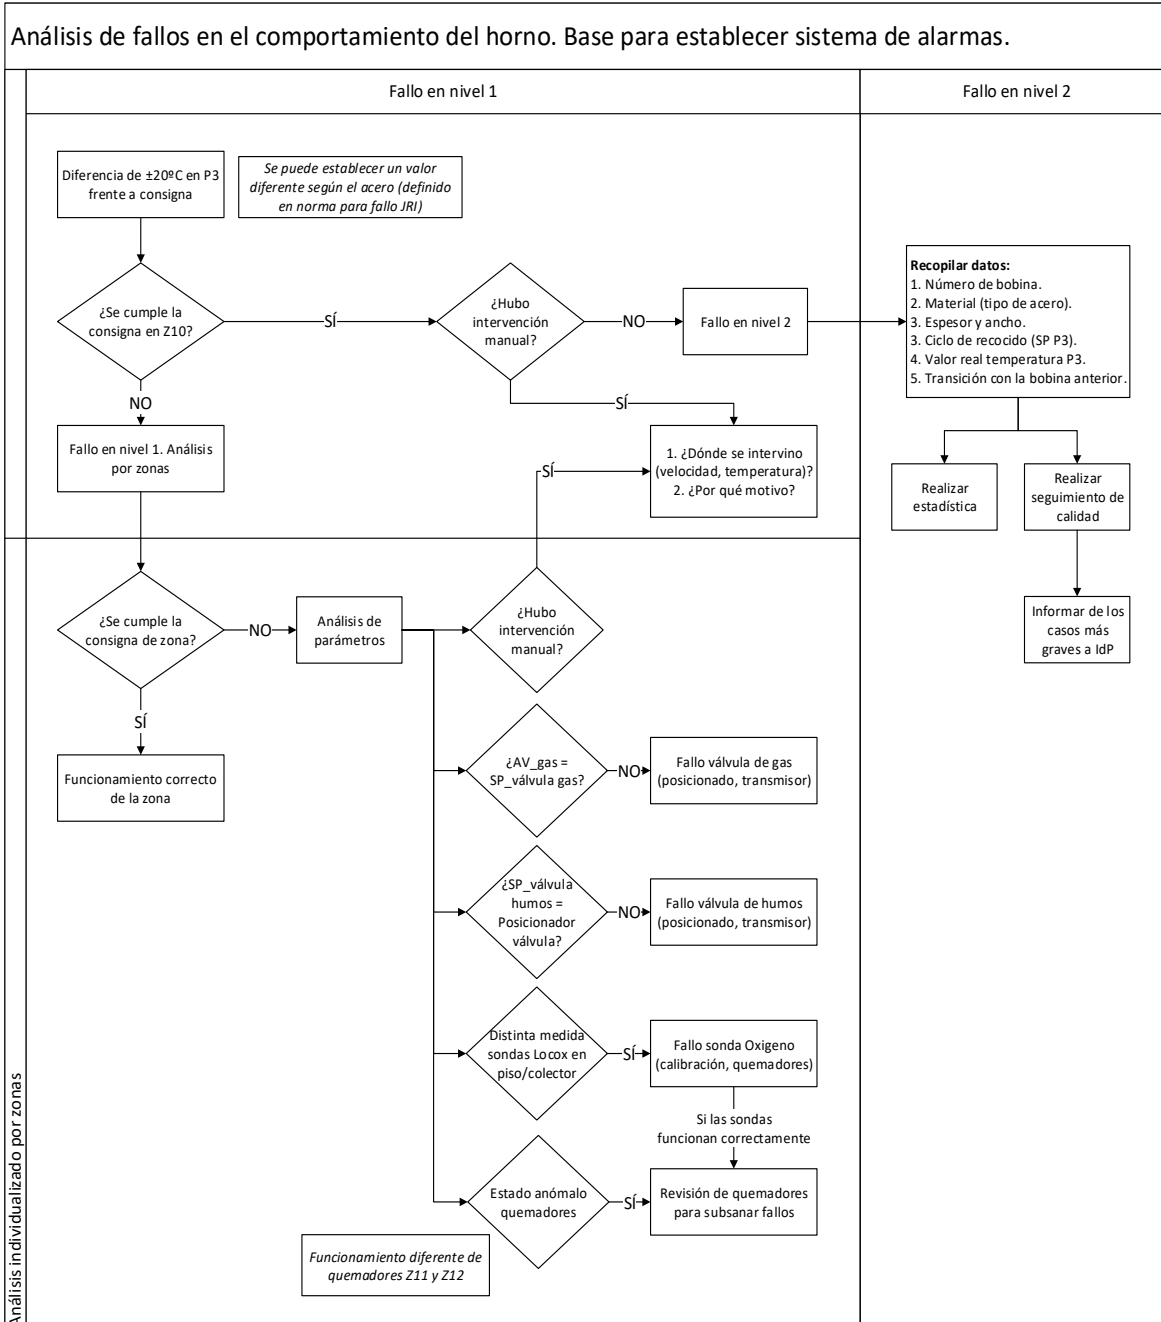 Análisis de fallos en el comportamiento del horno. Base para establecer sistema de alarmas.
Fallo en nivel 1
Fallo en nivel 2
Diferencia de ±20ºC en P3
frente a consigna
Se puede establecer un valor
diferente según el acero (definido
en norma para fallo JRI)
¿Se cumple la
consigna en Z10?
SÍ
¿Hubo
intervención
manual?
NO
Fallo en nivel 2
Recopilar datos:
1. Número de bobina.
2. Material (tipo de acero).
3. Espesor y ancho.
3. Ciclo de recocido (SP P3).
4. Valor real temperatura P3.
5. Transición con la bobina anterior.
NO
SÍ
Fallo en nivel 1. Análisis
por zonas
1. ¿Dónde se intervino
(velocidad, temperatura)?
2. ¿Por qué motivo?
SÍ
Realizar
estadística
Realizar
seguimiento de
calidad
Informar de los
casos más
graves a IdP
Análisis individualizado por zonas
¿Se cumple la
consigna de zona?
NO
Análisis de
parámetros
¿Hubo
intervención
manual?
SÍ
Funcionamiento correcto
de la zona
¿AV_gas =
SP_válvula gas?
NO
Fallo válvula de gas
(posicionado, transmisor)
¿SP_válvula
humos =
Posicionador
válvula?
NO
Fallo válvula de humos
(posicionado, transmisor)
Distinta medida
sondas Locox en
piso/colector
SÍ
Fallo sonda Oxigeno
(calibración, quemadores)
Si las sondas
funcionan correctamente
Estado anómalo
quemadores
SÍ
Revisión de quemadores
para subsanar fallos
Funcionamiento diferente de
quemadores Z11 y Z12